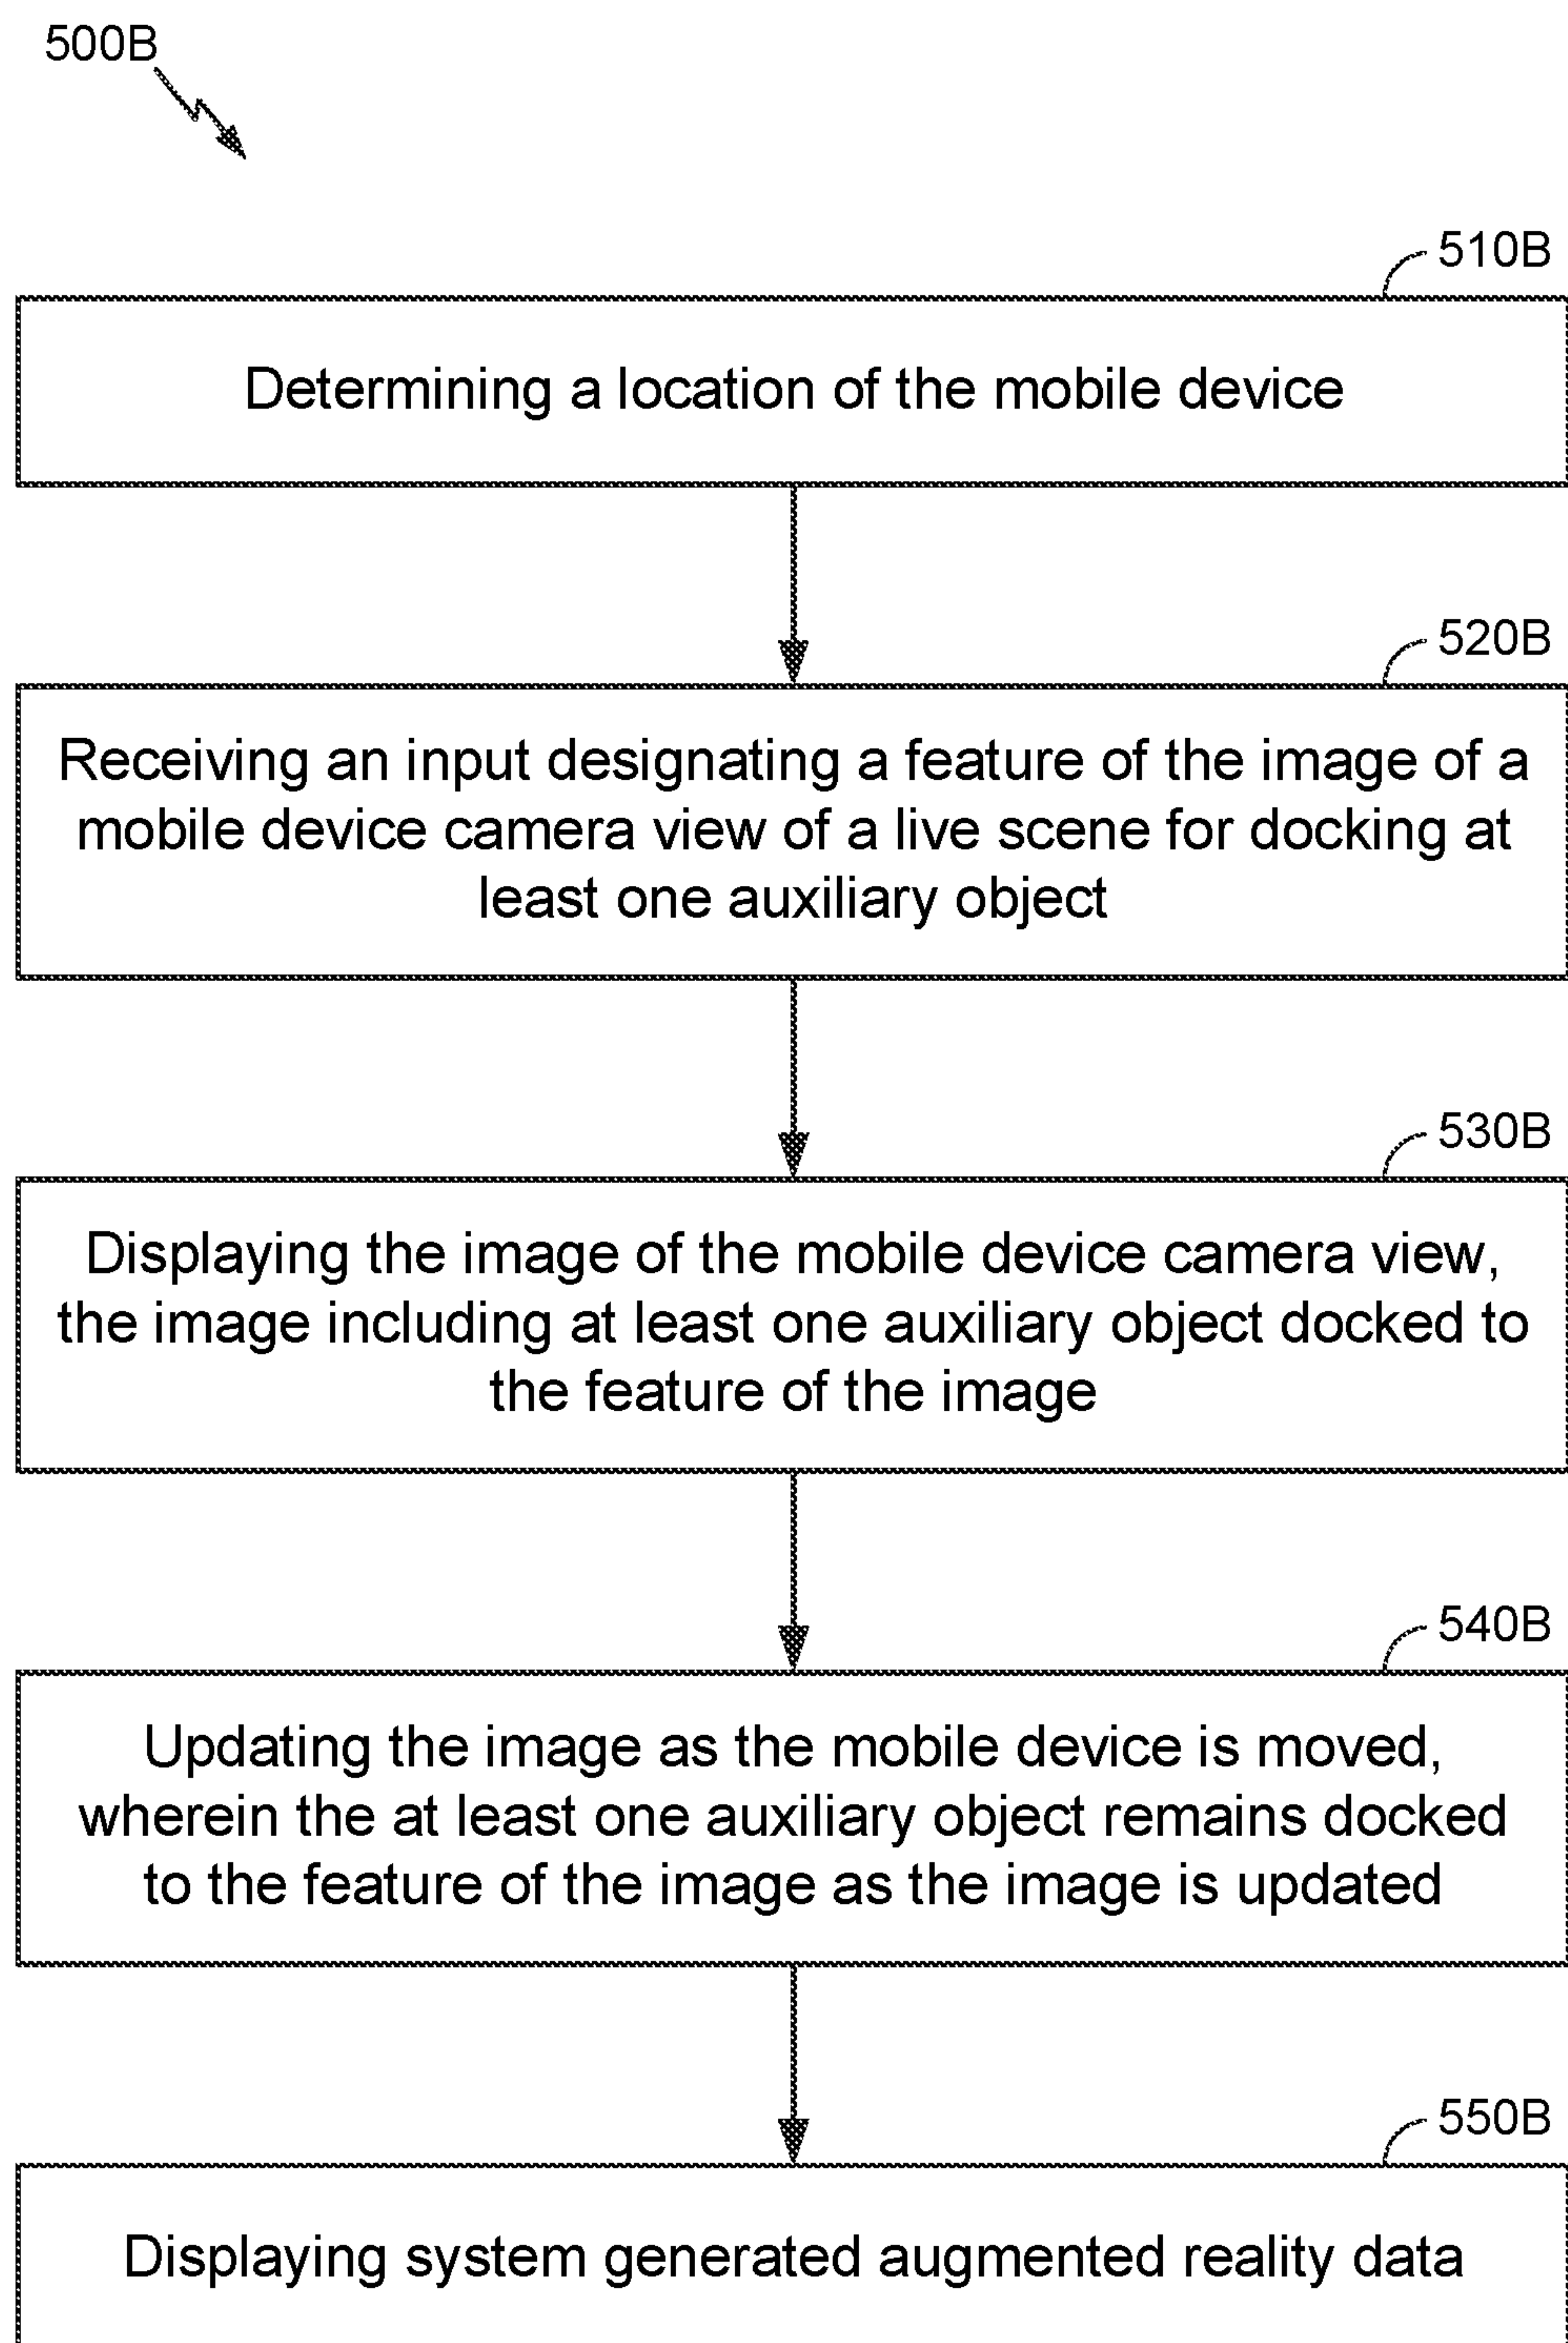 500B
510B
Determining a location of the mobile device
520B
Receiving an input designating a feature of the image of a
mobile device camera view of a live scene for docking at
least one auxiliary object
530B
Displaying the image of the mobile device camera view,
the image including at least one auxiliary object docked to
the feature of the image
540B
Updating the image as the mobile device is moved,
wherein the at least one auxiliary object remains docked
to the feature of the image as the image is updated
550B
Displaying system generated augmented reality data